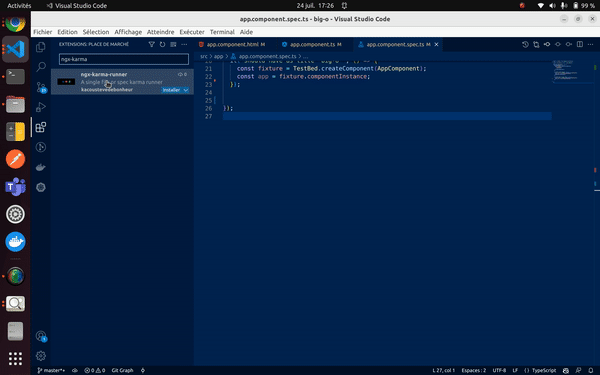 Activités
Visual Studio Code
24 juil. 17:26
99 %
app.component.spec.ts - big-o - Visual Studio Code
Fichier Edition Sélection Affichage Atteindre Exécuter Terminal Aide
EXTENSIONS: PLACE DE MARCHÉ
ngx-karma
ngx-karma-runner
0
A single File or spec karma runner
kacoustevedebonheur
Installer
app.component.html M
app.component.ts M
app.component.spec.ts M
src > app > app.component.spec.ts > ...
21 const fixture = TestBed.createComponent(AppComponent);
22 const app = fixture.componentInstance;
23 });
24
25
26 });
27
master*+
0 0
Git Graph
L 27, col 1
Espaces : 2
UTF-8
LF
{} TypeScript